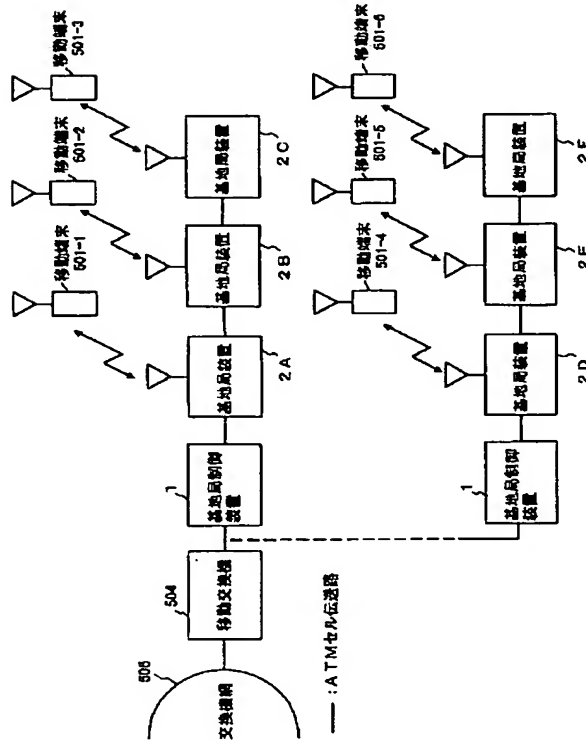 移動端末
501-1
移動端末
501-2
移動端末
501-3
基地局装置
2A
基地局装置
2B
基地局装置
2C
1
基地局制御
装置
504
移動交換機
505
交換機網
移動端末
501-4
移動端末
501-5
移動端末
501-6
基地局装置
2D
基地局装置
2E
基地局装置
2F
1
基地局制御
装置
:ATMセル伝送路